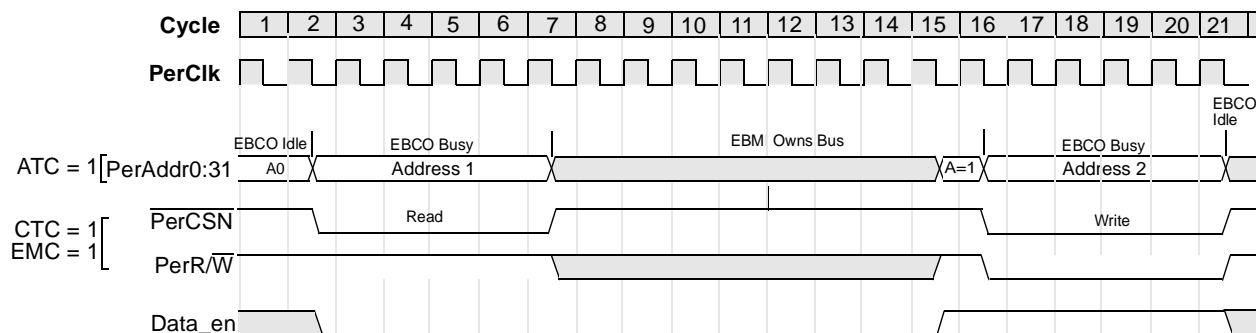 Cycle 1 2 3 4 5 6 7 8 9 10 11 12 13 14 15 16 17 18 19 20 21
PerClk
EBCO
Idle
EBCO Idle EBCO Busy EBM Owns Bus EBCO Busy
ATC = 1 [PerAddr0:31 A0 Address 1 A=1 Address 2
PerCSN Read Write
CTC = 1
EMC = 1
PerR/W
Data_en